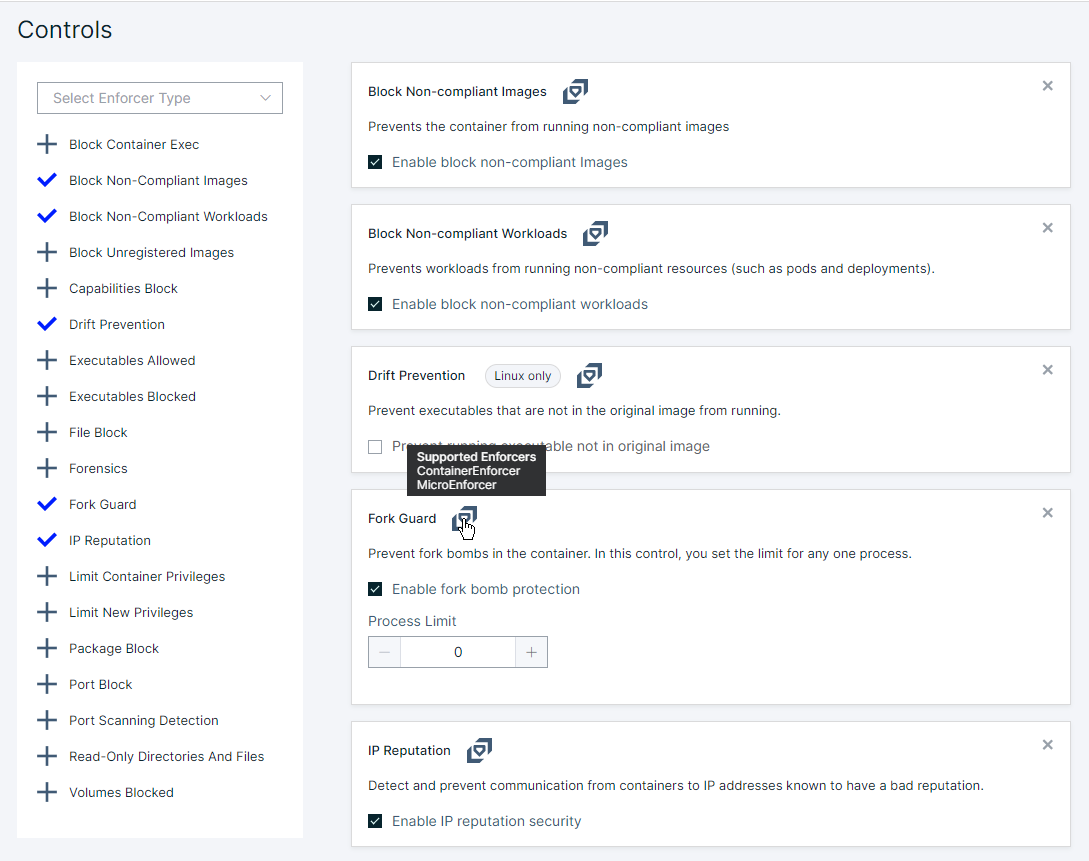 Controls
Select Enforcer Type
Block Container Exec
Block Non-Compliant Images
Block Non-Compliant Workloads
Block Unregistered Images
Capabilities Block
Drift Prevention
Executables Allowed
Executables Blocked
File Block
Forensics
Fork Guard
IP Reputation
Limit Container Privileges
Limit New Privileges
Package Block
Port Block
Port Scanning Detection
Read-Only Directories And Files
Volumes Blocked
Block Non-compliant Images
Prevents the container from running non-compliant images
Enable block non-compliant Images
Block Non-compliant Workloads
Prevents workloads from running non-compliant resources (such as pods and deployments).
Enable block non-compliant workloads
Drift Prevention Linux only
Prevent executables that are not in the original image from running.
Prevent running executable not in original image
Supported Enforcers
ContainerEnforcer
MicroEnforcer
Fork Guard
Prevent fork bombs in the container. In this control, you set the limit for any one process.
Enable fork bomb protection
Process Limit
0
IP Reputation
Detect and prevent communication from containers to IP addresses known to have a bad reputation.
Enable IP reputation security